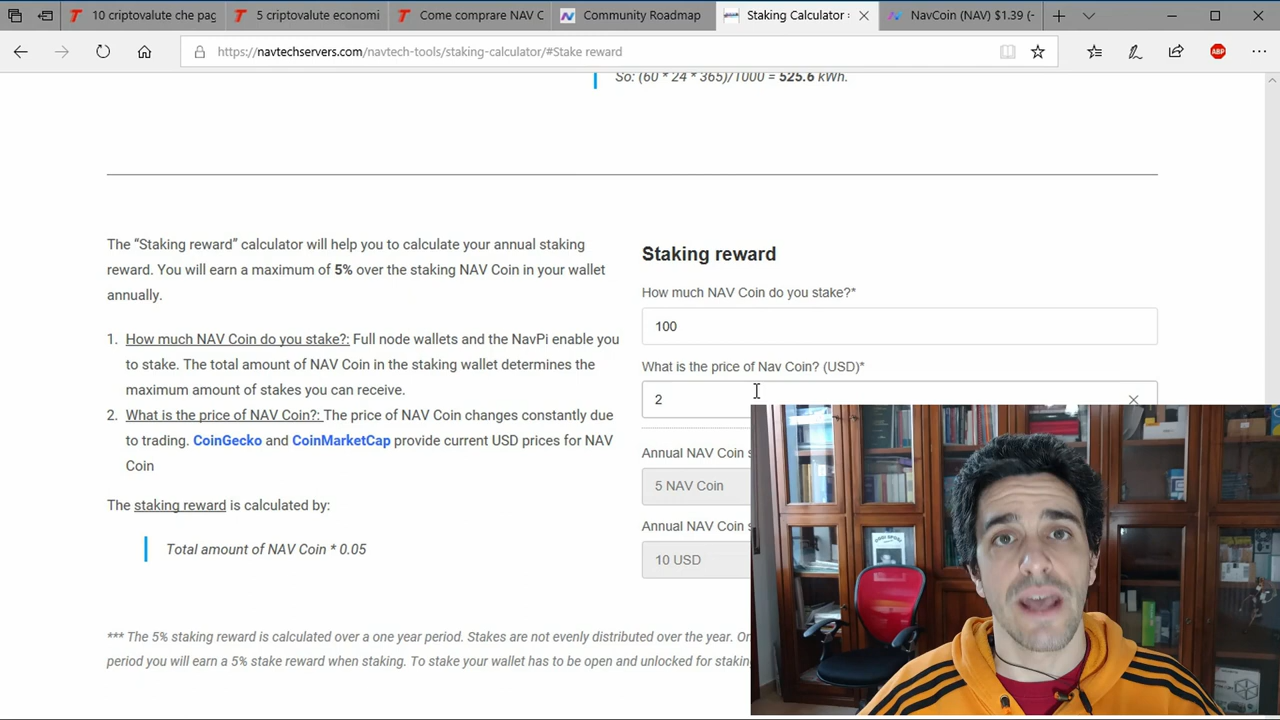 10 criptovalute che pag
5 criptovalute economi
Come comprare NAV C
Community Roadmap
Staking Calculator :
NavCoin (NAV) $1.39 (-
https://navtechservers.com/navtech-tools/staking-calculator/#Stake reward
ABP
So: (60 * 24 * 365)/1000 = 525.6 kWh.
The “Staking reward” calculator will help you to calculate your annual staking
reward. You will earn a maximum of 5% over the staking NAV Coin in your wallet
annually.
1. How much NAV Coin do you stake?: Full node wallets and the NavPi enable you
to stake. The total amount of NAV Coin in the staking wallet determines the
maximum amount of stakes you can receive.
2. What is the price of NAV Coin?: The price of NAV Coin changes constantly due
to trading. CoinGecko and CoinMarketCap provide current USD prices for NAV
Coin
The staking reward is calculated by:
Total amount of NAV Coin * 0.05
Staking reward
How much NAV Coin do you stake?*
100
What is the price of Nav Coin? (USD)*
2
Annual NAV Coin s
5 NAV Coin
Annual NAV Coin s
10 USD
*** The 5% staking reward is calculated over a one year period. Stakes are not evenly distributed over the year. Or
period you will earn a 5% stake reward when staking. To stake your wallet has to be open and unlocked for stakin